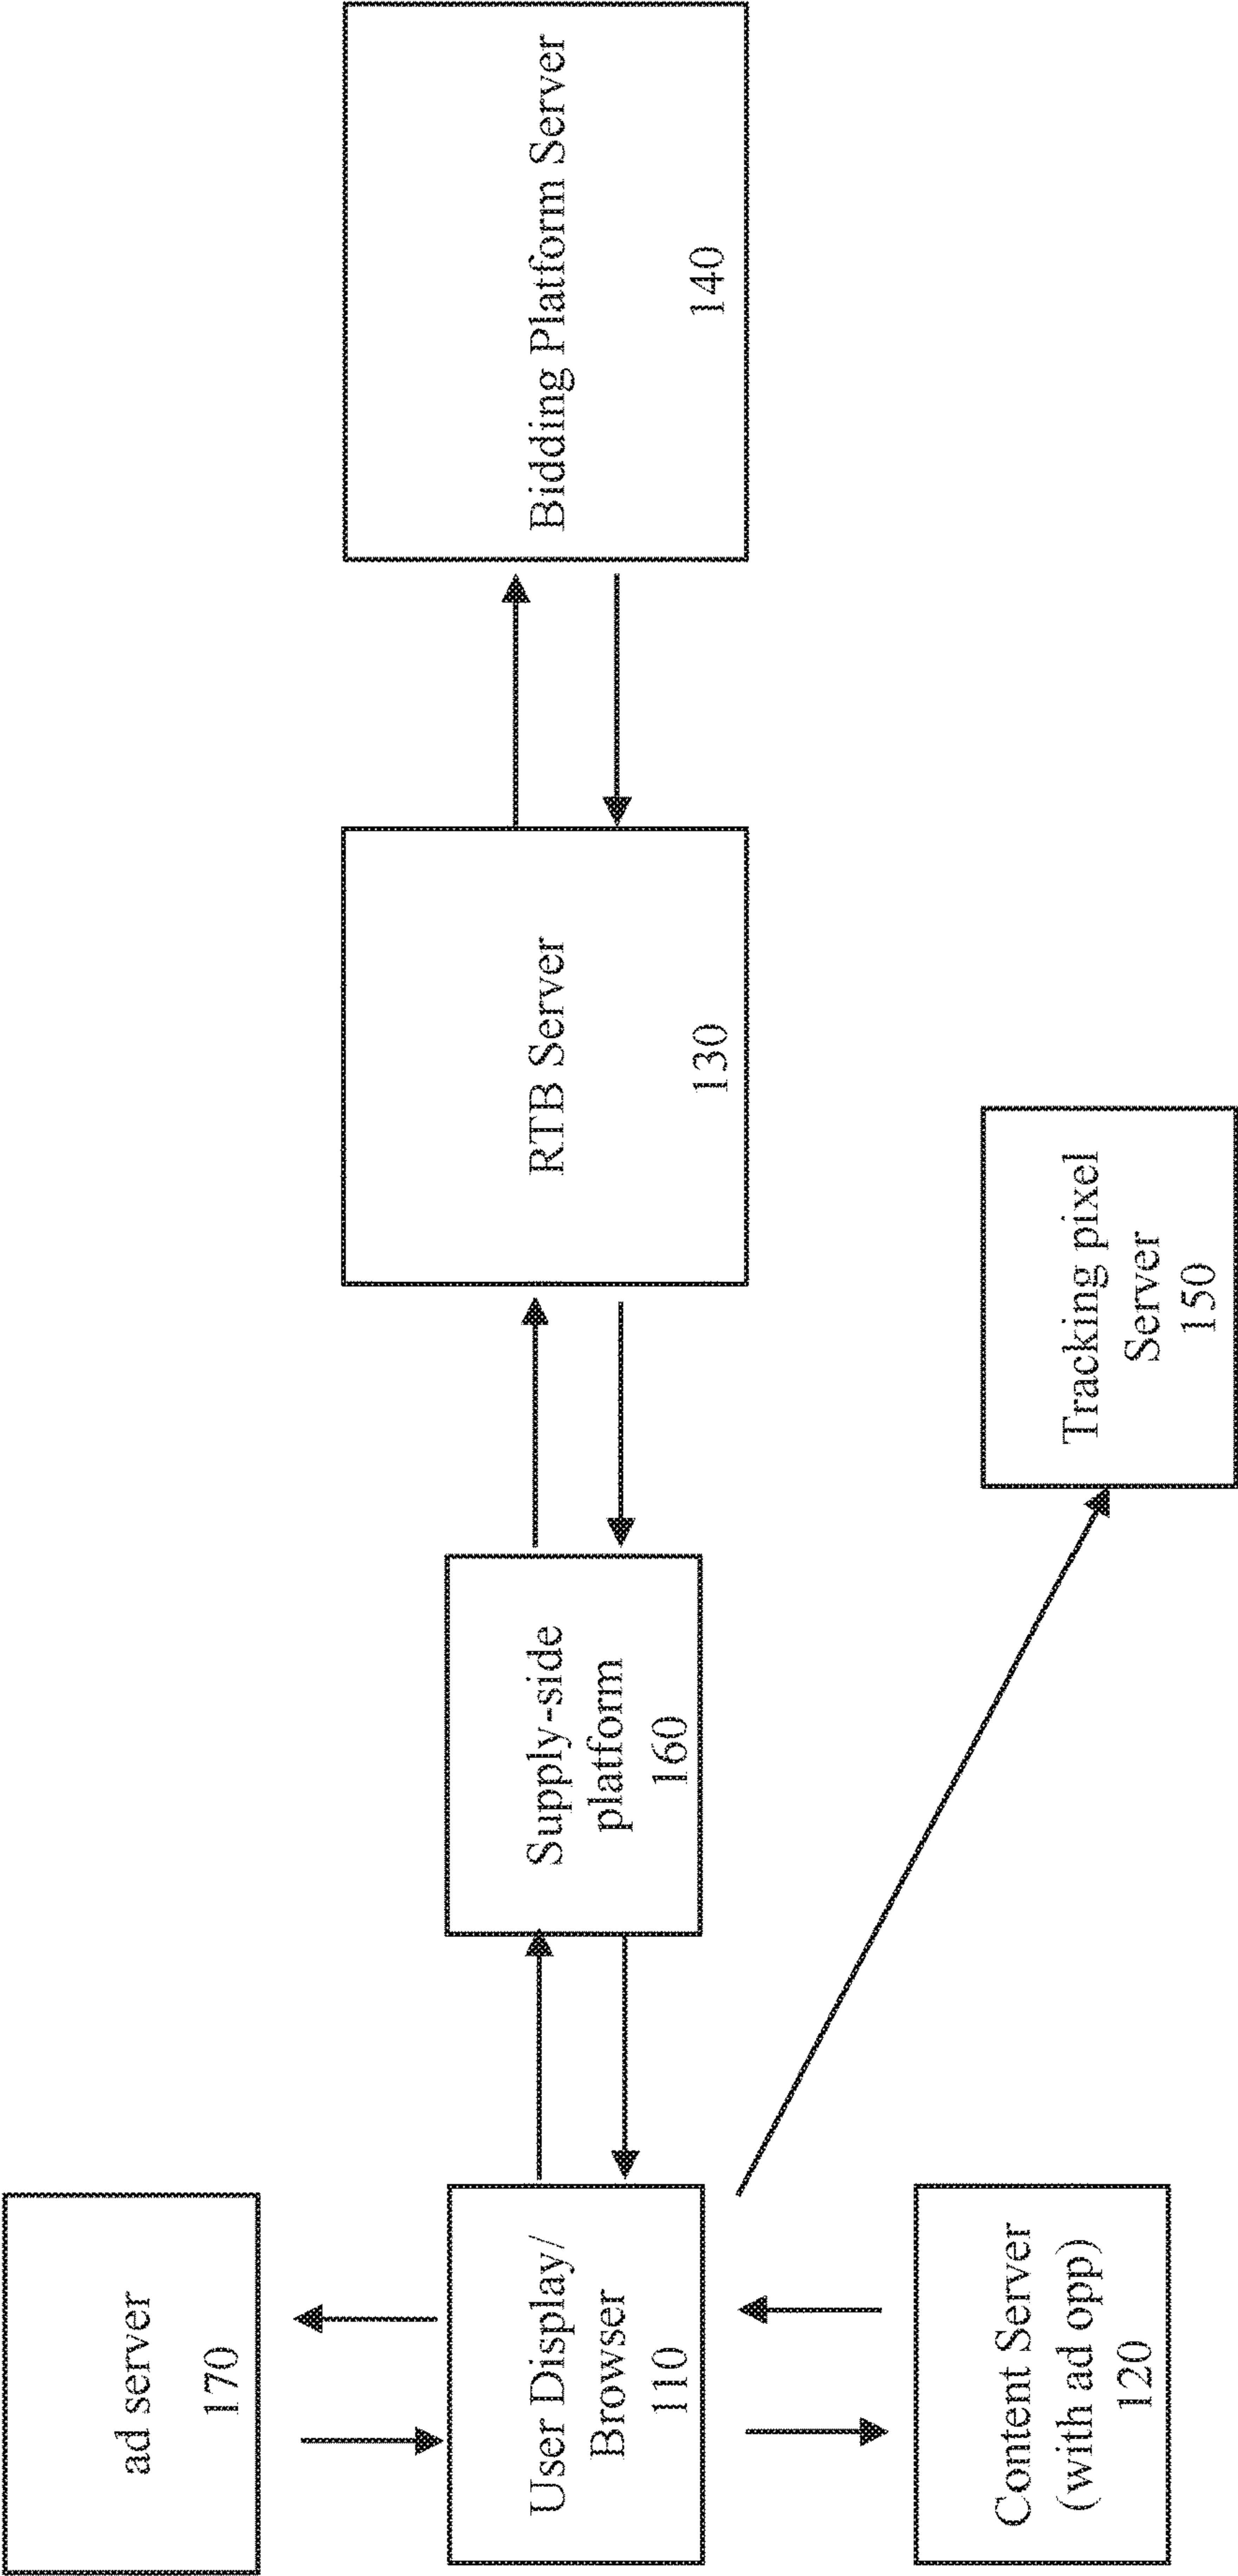 ad server
170
User Display/
Browser
110
Content Server
(with ad opp)
120
Supply-side
platform
160
RTB Server
130
Tracking pixel
Server
150
Bidding Platform Server
140